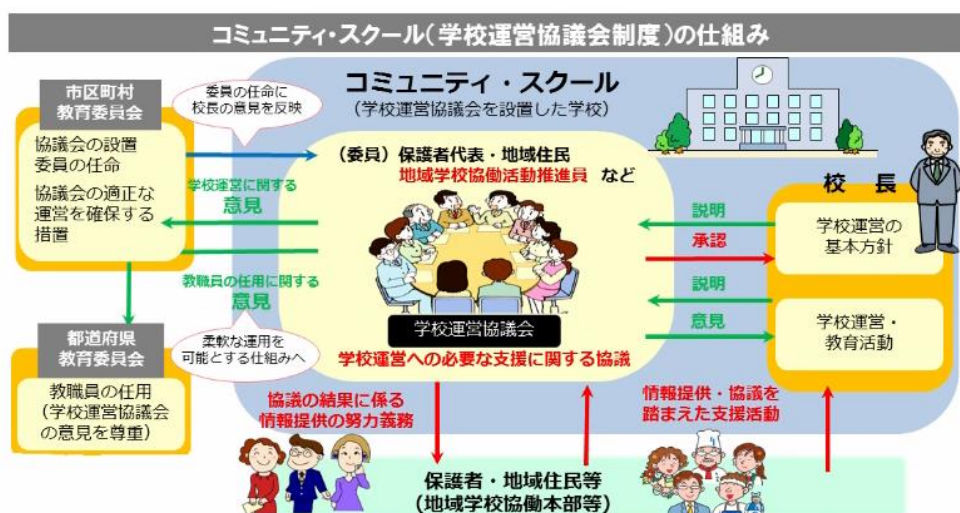 コミュニティ・スクール(学校運営協議会制度)の仕組み
市区町村
教育委員会
協議会の設置
委員の任命
協議会の適正な
運営を確保する
措置
委員の任命に
校長の意見を反映
コミュニティ・スクール
(学校運営協議会を設置した学校)
(委員)保護者代表・地域住民
地域学校協働活動推進員 など
学校運営に関する
意見
教職員の任用に関する
意見
柔軟な運用を
可能とする仕組みへ
学校運営協議会
学校運営への必要な支援に関する協議
説明
承認
説明
意見
校 長
学校運営の
基本方針
学校運営・
教育活動
都道府県
教育委員会
教職員の任用
(学校運営協議会
の意見を尊重)
協議の結果に係る
情報提供の努力義務
情報提供・協議を
踏まえた支援活動
保護者・地域住民等
(地域学校協働本部等)